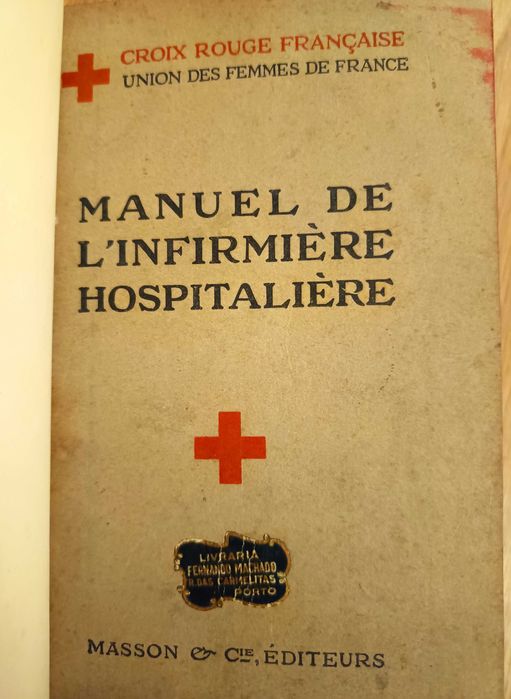 CROIX ROUGE FRANÇAISE
UNION DES FEMMES DE FRANCE
MANUEL DE
L'INFIRMIÈRE
HOSPITALIÈRE
LIVRARIA
FERNANDO MACHADO
R. DAS CARMELITAS
PORTO
MASSON & CIE, ÉDITEURS